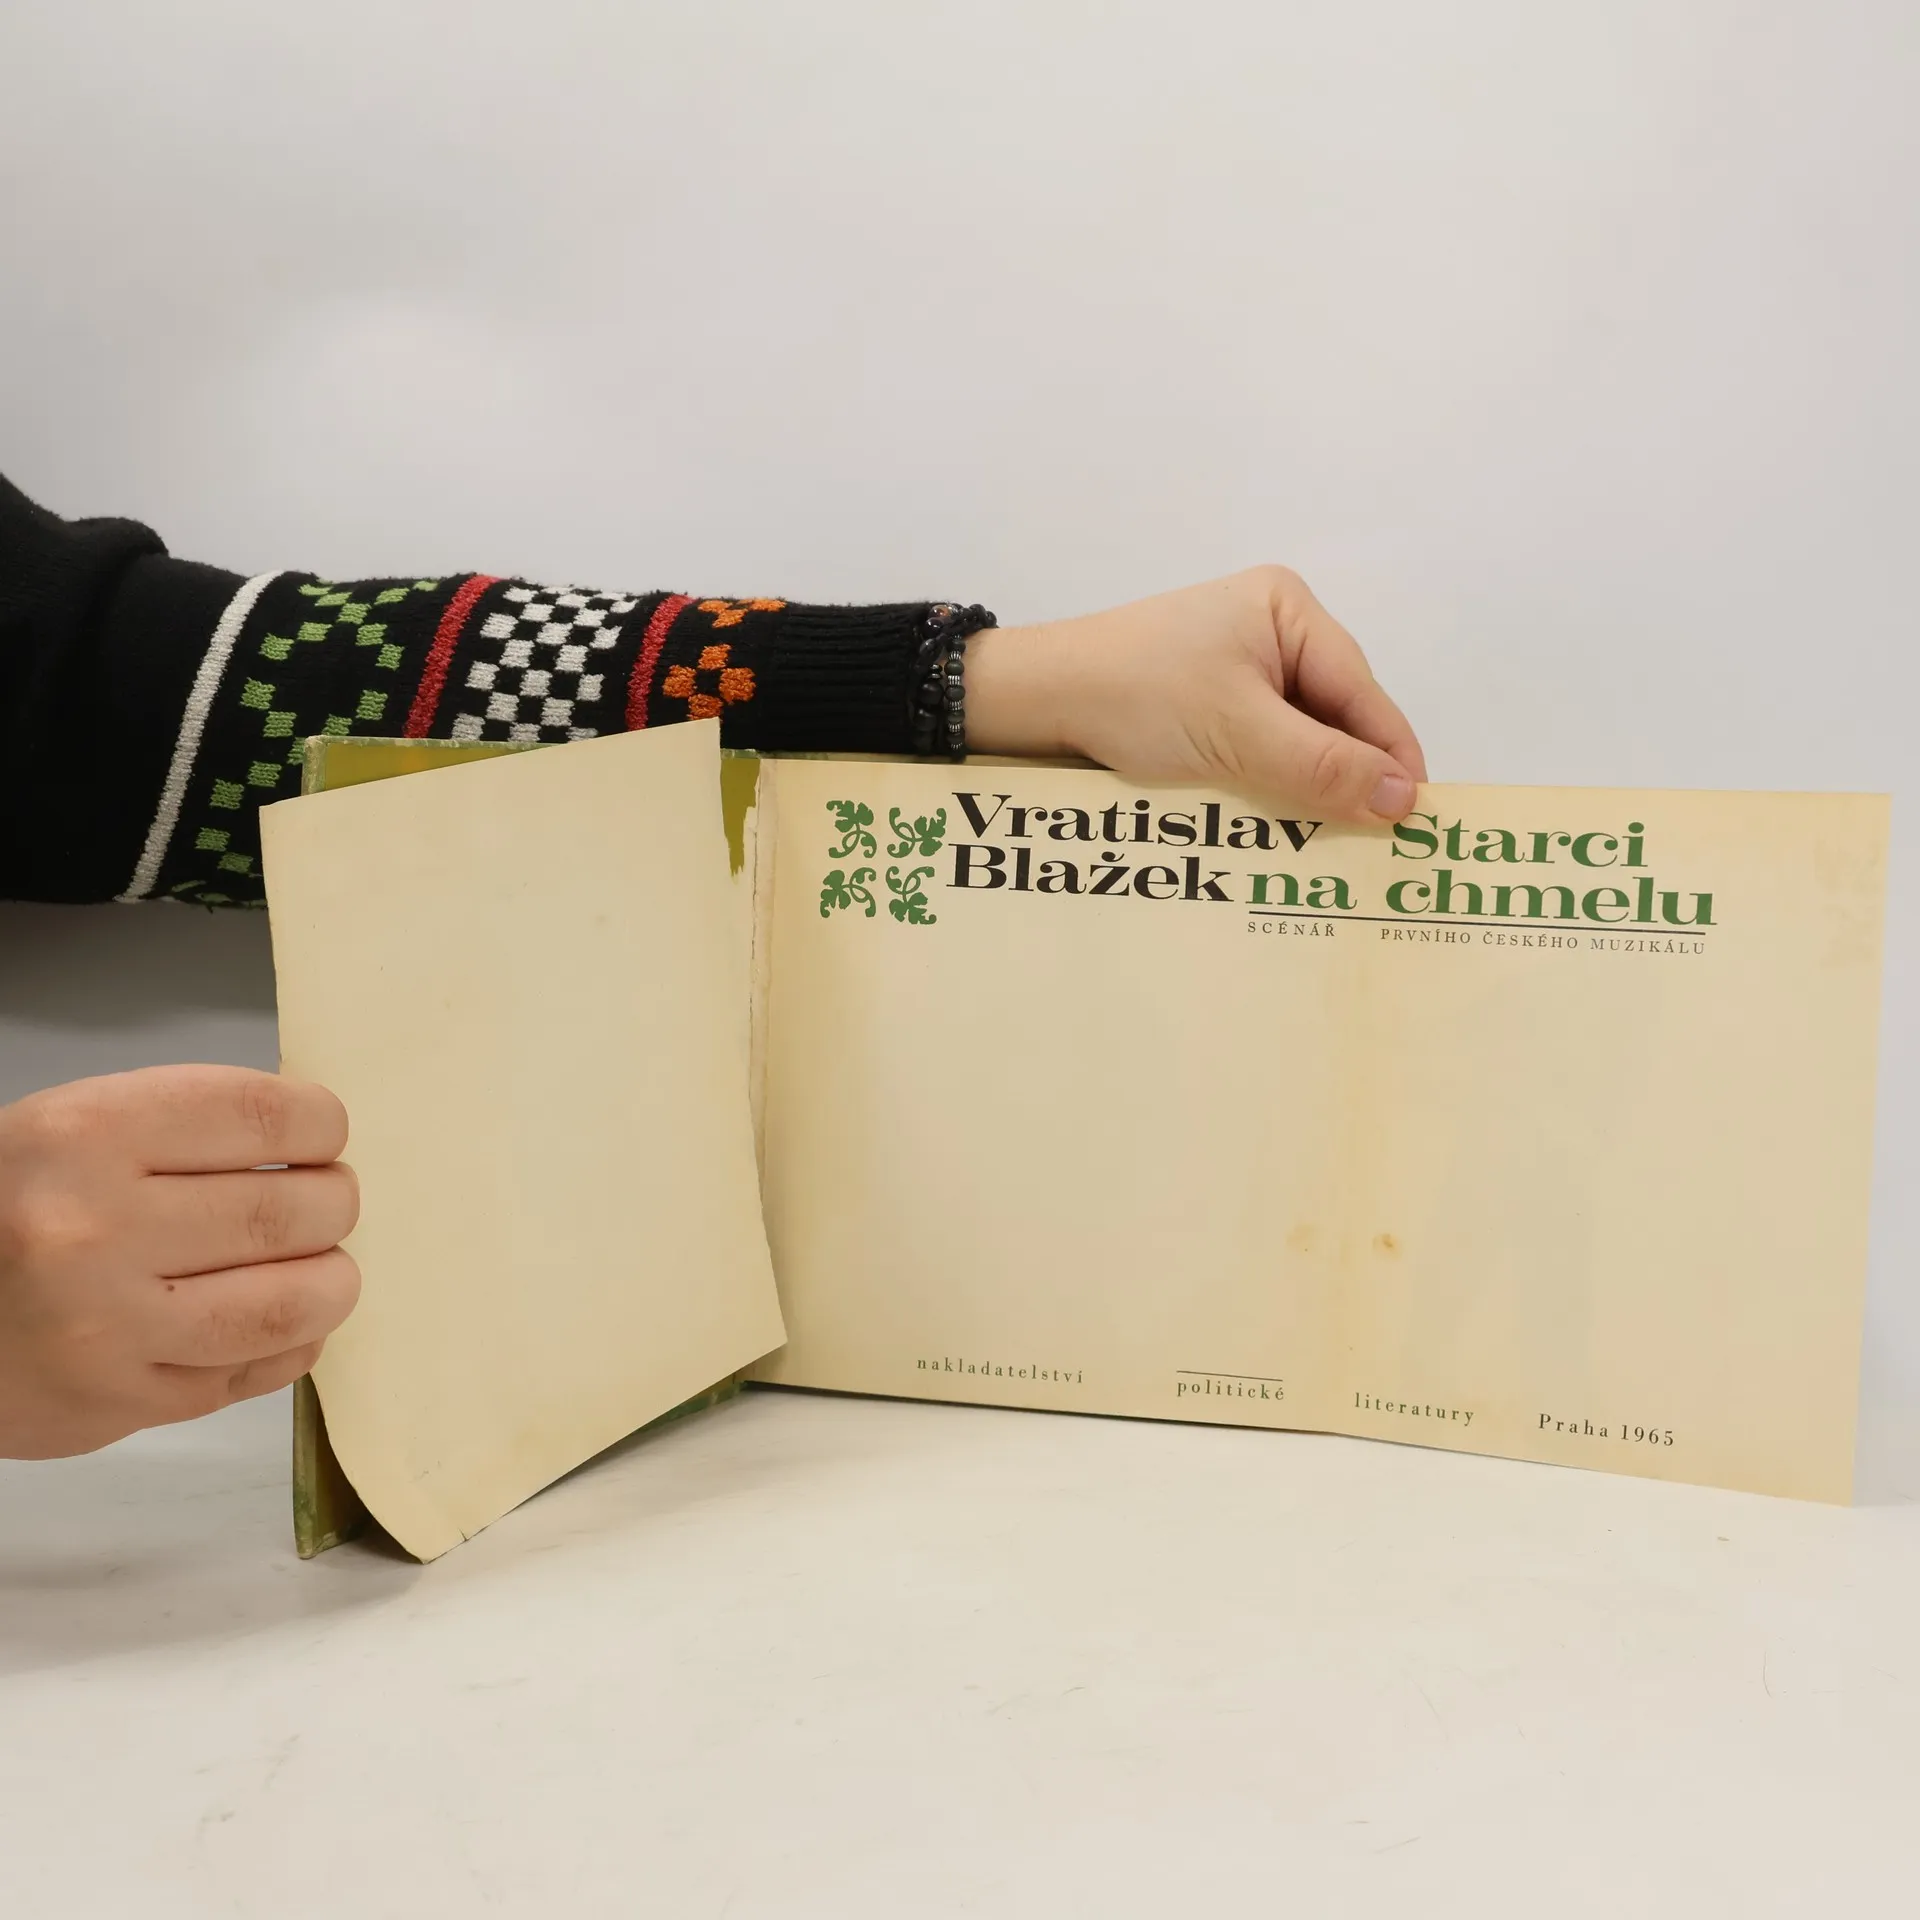 Vratislav Starci
Blažek na chmelu
SCÉNÁŘ PRVNÍHO ČESKÉHO MUZIKÁLU
nakladatelství politické literatury Praha 1965